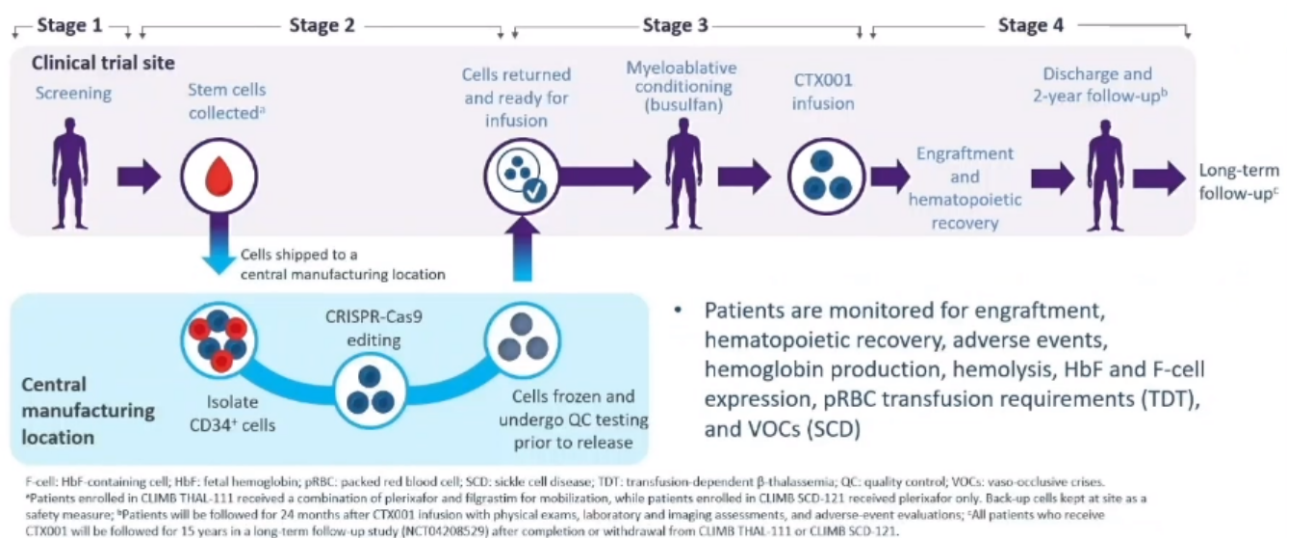 Stage 1
Stage 2
Stage 3
Stage 4
Clinical trial site
Screening
Stem cells
collectedᵃ
Cells returned
and ready for
infusion
Myeloablative
conditioning
(busulfan)
CTX001
infusion
Engraftment
and
hematopoietic
recovery
Discharge and
2-year follow-upᵇ
Long-term
follow-upᶜ
Cells shipped to a
central manufacturing location
Central
manufacturing
location
Isolate
CD34⁺ cells
CRISPR-Cas9
editing
Cells frozen and
undergo QC testing
prior to release
• Patients are monitored for engraftment,
hematopoietic recovery, adverse events,
hemoglobin production, hemolysis, HbF and F-cell
expression, pRBC transfusion requirements (TDT),
and VOCs (SCD)
F-cell: HbF-containing cell; HbF: fetal hemoglobin; pRBC: packed red blood cell; SCD: sickle cell disease; TDT: transfusion-dependent β-thalassemia; QC: quality control; VOCs: vaso-occlusive crises.
ᵃPatients enrolled in CLIMB THAL-111 received a combination of plerixafor and filgrastim for mobilization, while patients enrolled in CLIMB SCD-121 received plerixafor only. Back-up cells kept at site as a
safety measure; ᵇPatients will be followed for 24 months after CTX001 infusion with physical exams, laboratory and imaging assessments, and adverse-event evaluations; ᶜAll patients who receive
CTX001 will be followed for 15 years in a long-term follow-up study (NCT04208529) after completion or withdrawal from CLIMB THAL-111 or CLIMB SCD-121.